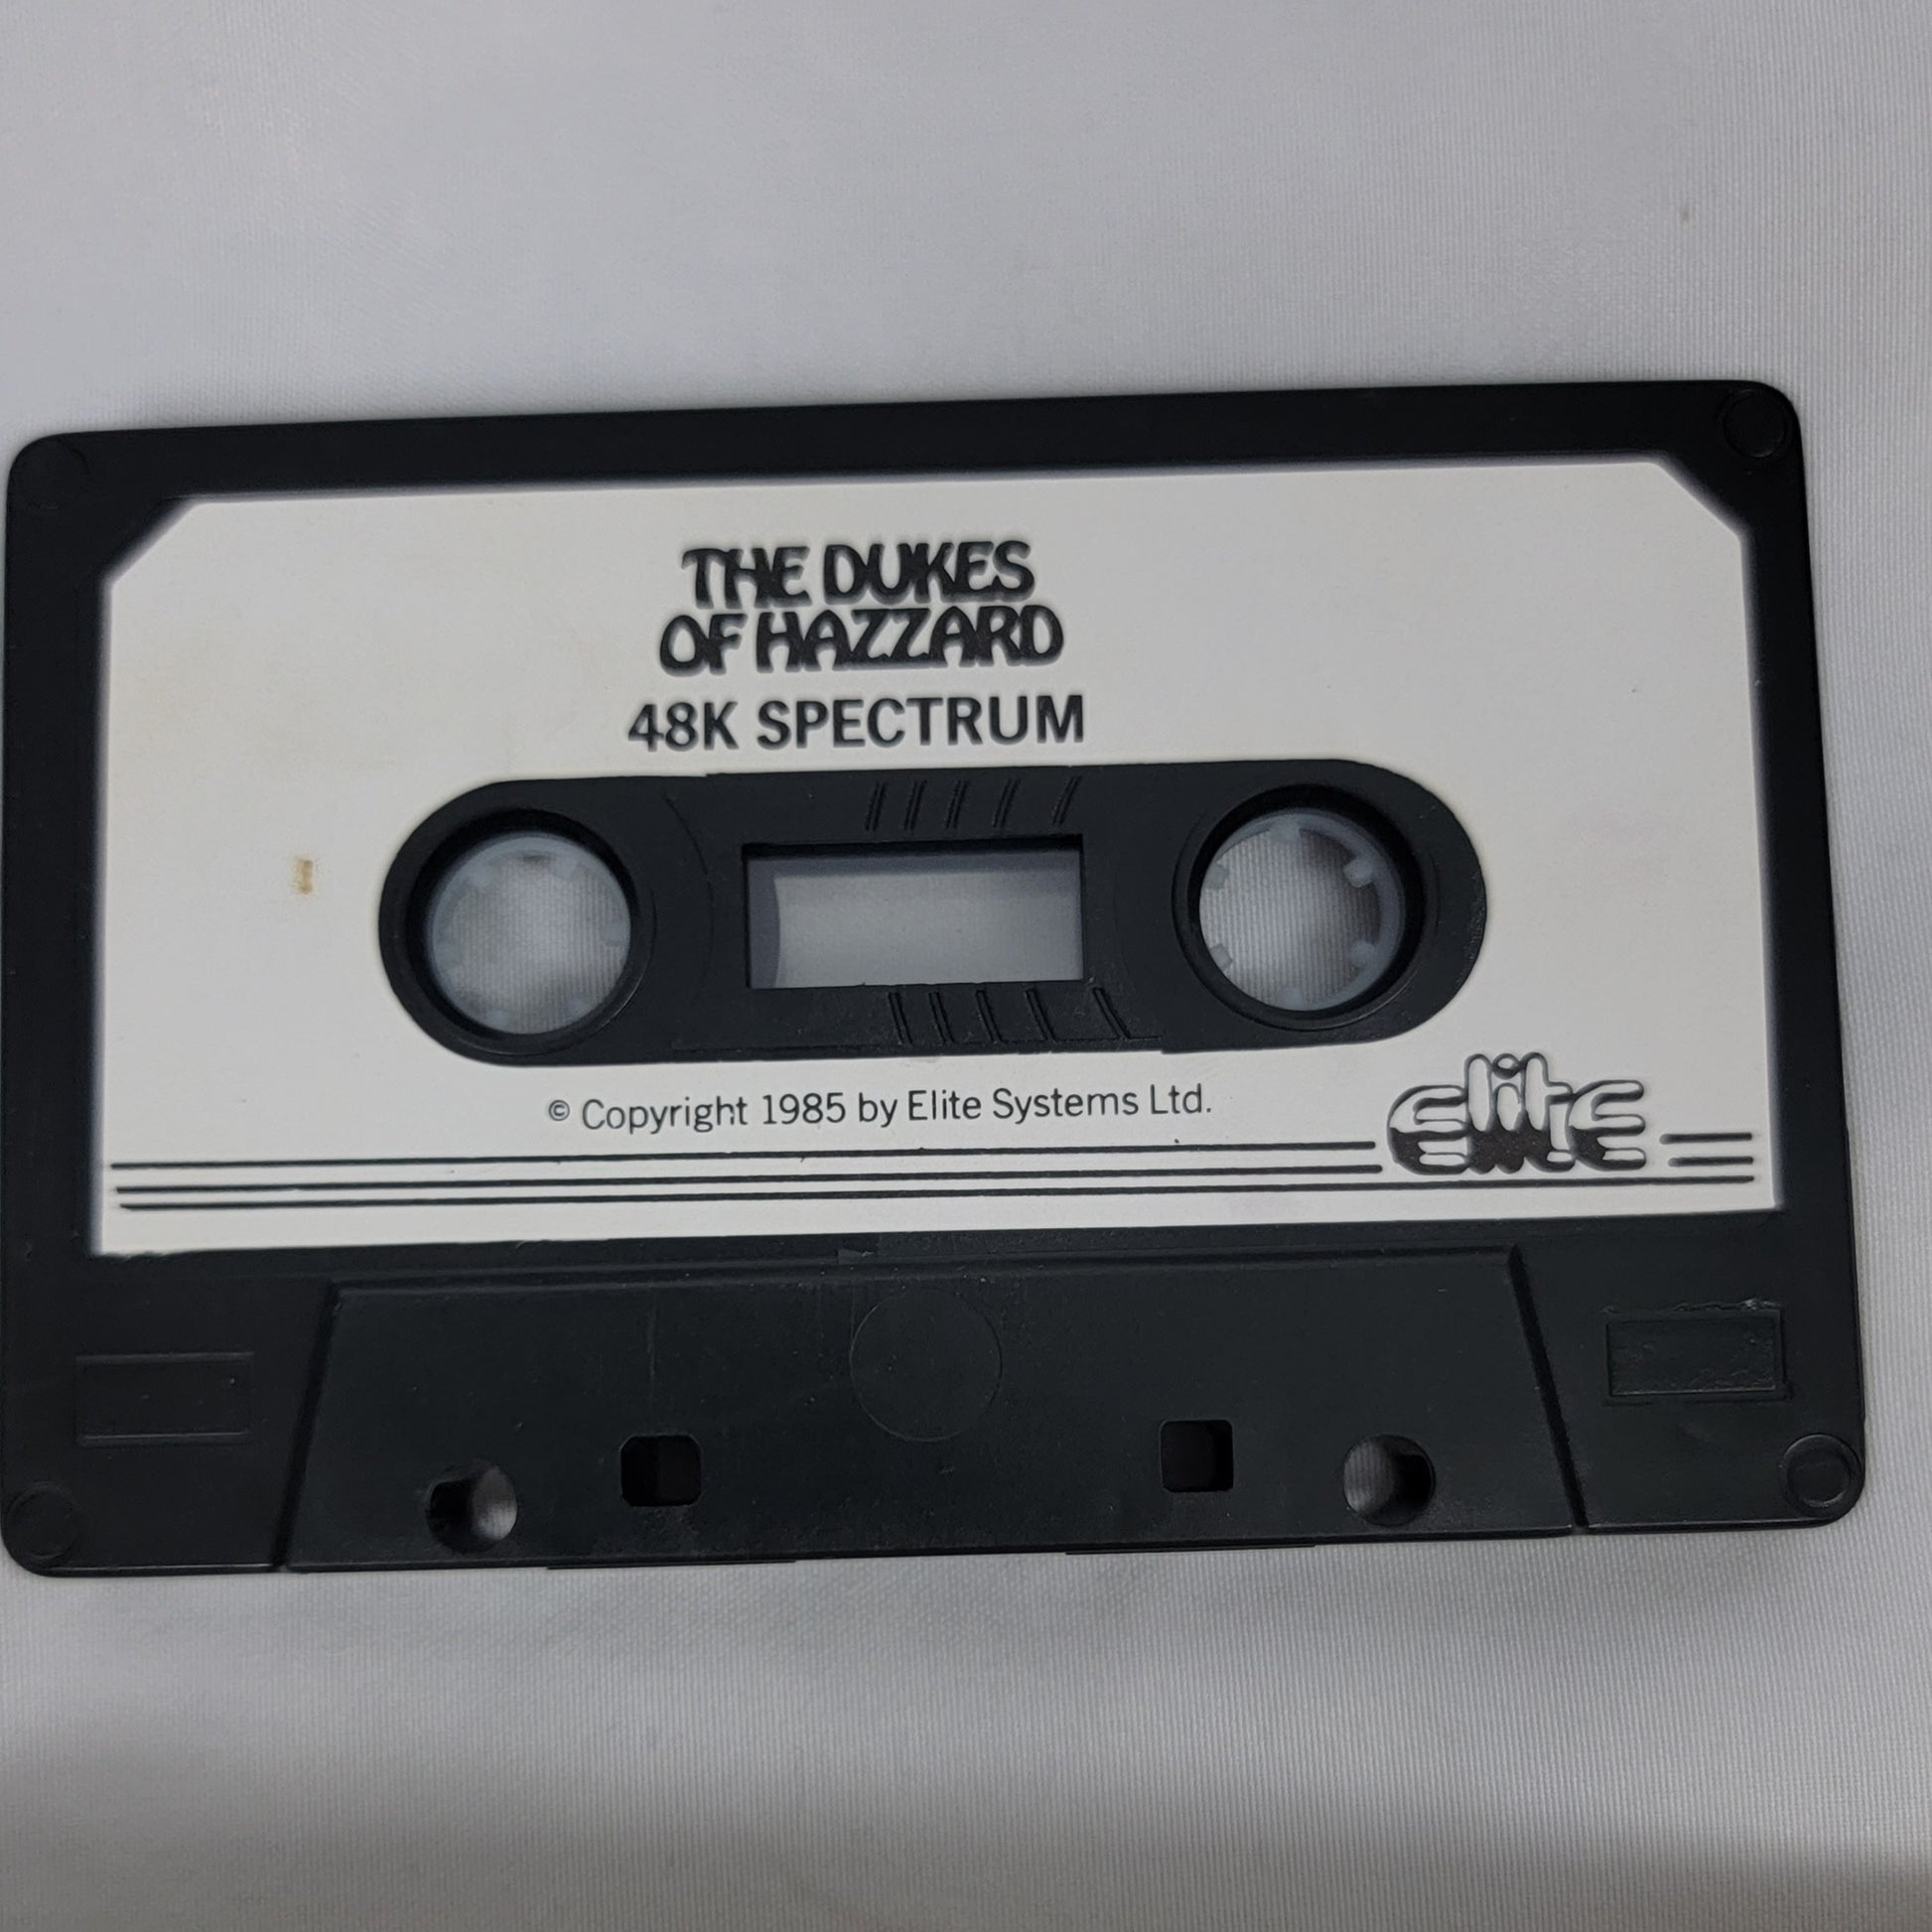 THE DUKES
OF HAZZARD
48K SPECTRUM
© Copyright 1985 by Elite Systems Ltd.
elite